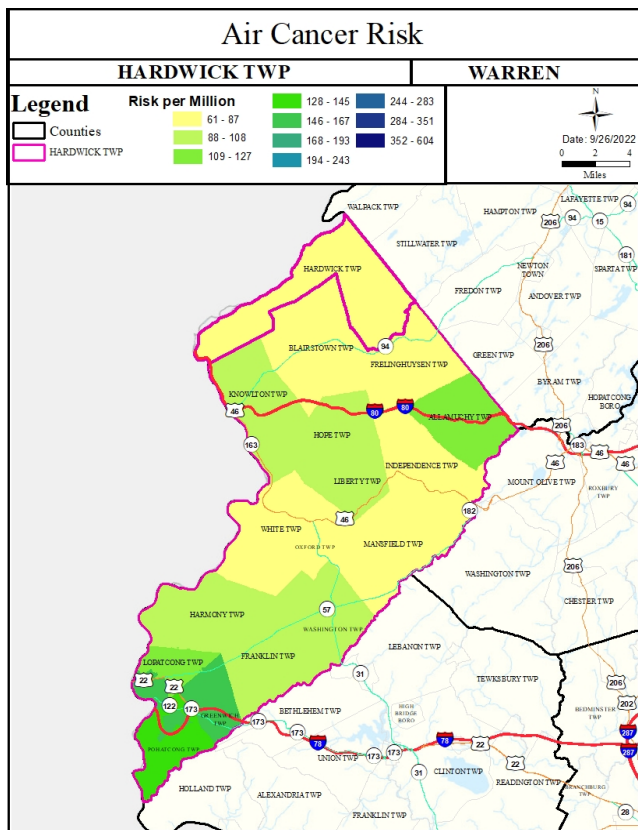 Air Cancer Risk
HARDWICK TWP
WARREN
Legend
Counties
HARDWICK TWP
Risk per Million
61 - 87
88 - 108
109 - 127
128 - 145
146 - 167
168 - 193
194 - 243
244 - 283
284 - 351
352 - 604
N
Date: 9/26/2022
0 2 4
Miles
WALPACK TWP
HAMPTON TWP
LAFAYETTE TWP
94
206
94
15
STILLWATER TWP
181
HARDWICK TWP
NEWTON
TOWN
SPARTA TWP
FREDON TWP
ANDOVER TWP
BLAIRSTOWN TWP
94
206
GREEN TWP
FRELINGHUYSEN TWP
BYRAM TWP
KNOWLTON TWP
HOPATCONG
BORO
46
80
80
ALLAMUCHY TWP
206
HOPE TWP
163
183
46
46
46
INDEPENDENCE TWP
LIBERTY TWP
MOUNT OLIVE TWP
ROXBURY
TWP
182
46
WHITE TWP
OXFORD TWP
MANSFIELD TWP
206
WASHINGTON TWP
CHESTER TWP
57
HARMONY TWP
WASHINGTON TWP
LEBANON TWP
FRANKLIN TWP
LOPATCONG TWP
31
TEWKSBURY TWP
22
22
206
202
BEDMINSTER
TWP
122
173
GREENWICH
TWP
BETHLEHEM TWP
HIGH
BRIDGE
BORO
173
173
78
78
287
287
POHATCONG TWP
UNION TWP
173
173
22
22
31
CLINTON TWP
READINGTON TWP
HOLLAND TWP
ALEXANDRIA TWP
BRANCHBURG
TWP
FRANKLIN TWP
28